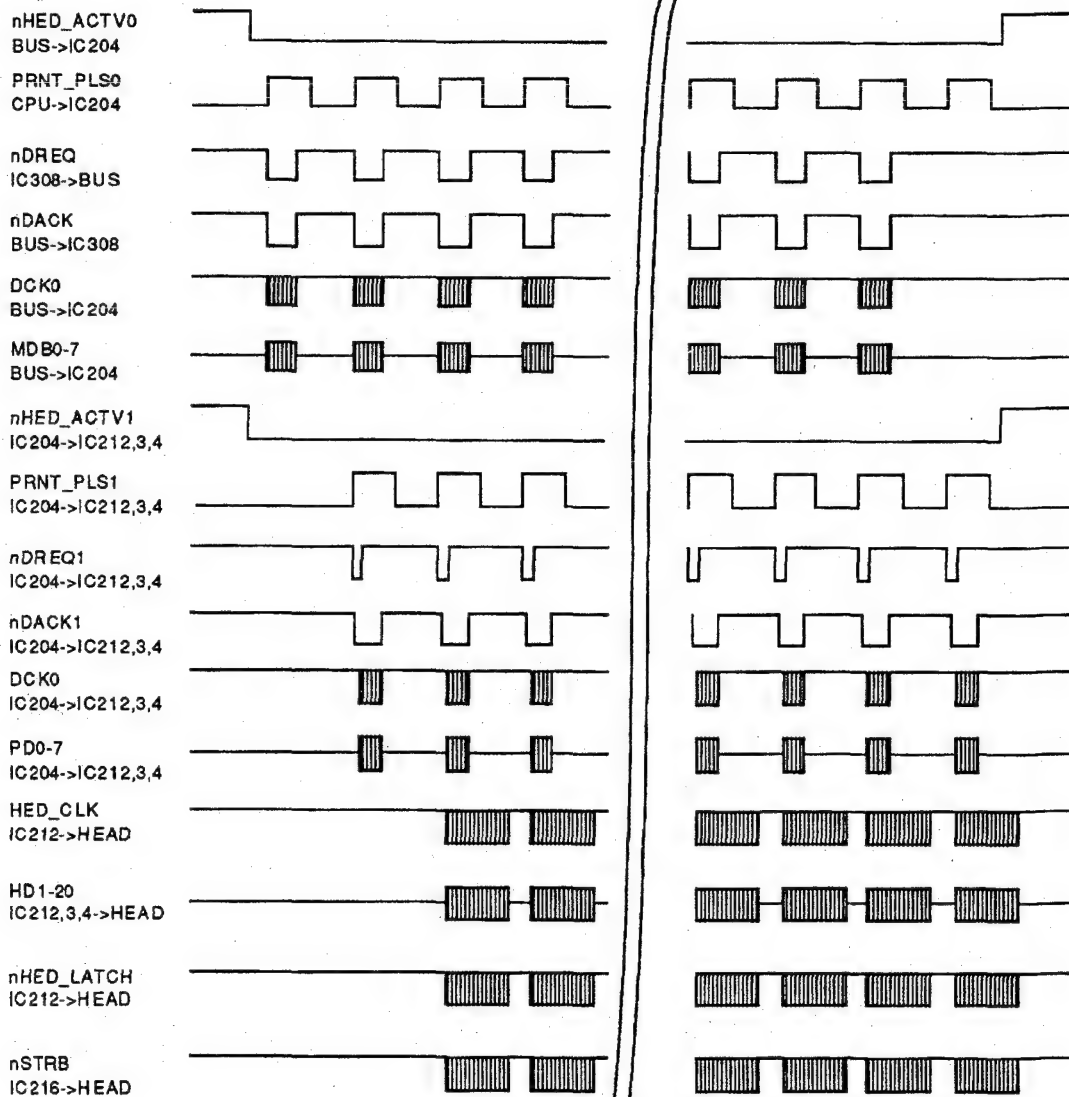 nHED_ACTV0
BUS->IC204
PRNT_PLS0
CPU->IC204
nDREQ
IC308->BUS
nDACK
BUS->IC308
DCK0
BUS->IC204
MDB0-7
BUS->IC204
nHED_ACTV1
IC204->IC212,3,4
PRNT_PLS1
IC204->IC212,3,4
nDREQ1
IC204->IC212,3,4
nDACK1
IC204->IC212,3,4
DCK0
IC204->IC212,3,4
PD0-7
IC204->IC212,3,4
HED_CLK
IC212->HEAD
HD1-20
IC212,3,4->HEAD
nHED_LATCH
IC212->HEAD
nSTRB
IC216->HEAD